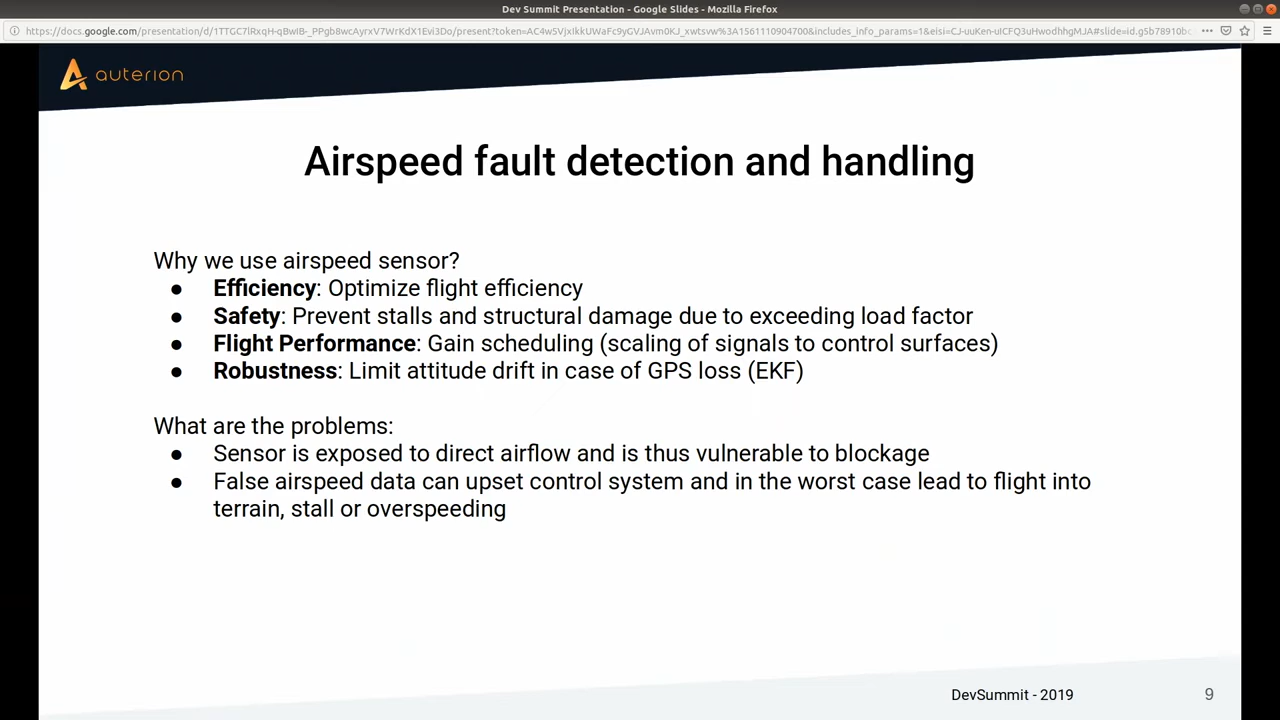 Dev Summit Presentation - Google Slides - Mozilla Firefox
auterion
Airspeed fault detection and handling
Why we use airspeed sensor?
● Efficiency: Optimize flight efficiency
● Safety: Prevent stalls and structural damage due to exceeding load factor
● Flight Performance: Gain scheduling (scaling of signals to control surfaces)
● Robustness: Limit attitude drift in case of GPS loss (EKF)
What are the problems:
● Sensor is exposed to direct airflow and is thus vulnerable to blockage
● False airspeed data can upset control system and in the worst case lead to flight into
terrain, stall or overspeeding
DevSummit - 2019
9